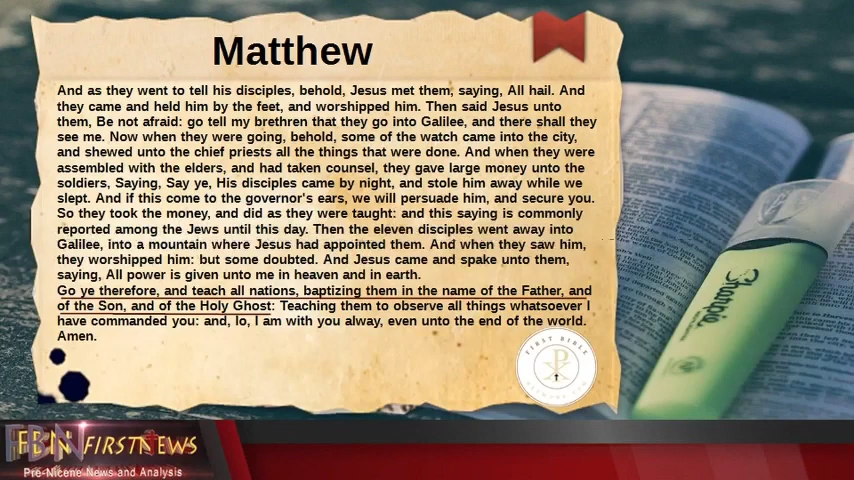 Matthew
And as they went to tell his disciples, behold, Jesus met them, saying, All hail. And
they came and held him by the feet, and worshipped him. Then said Jesus unto
them, Be not afraid: go tell my brethren that they go into Galilee, and there shall they
see me. Now when they were going, behold, some of the watch came into the city,
and shewed unto the chief priests all the things that were done. And when they were
assembled with the elders, and had taken counsel, they gave large money unto the
soldiers, Saying, Say ye, His disciples came by night, and stole him away while we
slept. And if this come to the governor's ears, we will persuade him, and secure you.
So they took the money, and did as they were taught: and this saying is commonly
reported among the Jews until this day. Then the eleven disciples went away into
Galilee, into a mountain where Jesus had appointed them. And when they saw him,
they worshipped him: but some doubted. And Jesus came and spake unto them,
saying, All power is given unto me in heaven and in earth.
Go ye therefore, and teach all nations, baptizing them in the name of the Father, and
of the Son, and of the Holy Ghost: Teaching them to observe all things whatsoever I
have commanded you: and, lo, I am with you alway, even unto the end of the world.
Amen.
FIRST BIBLE
Sharpie
FBN FIRSTNEWS
Pre-Nicene News and Analysis